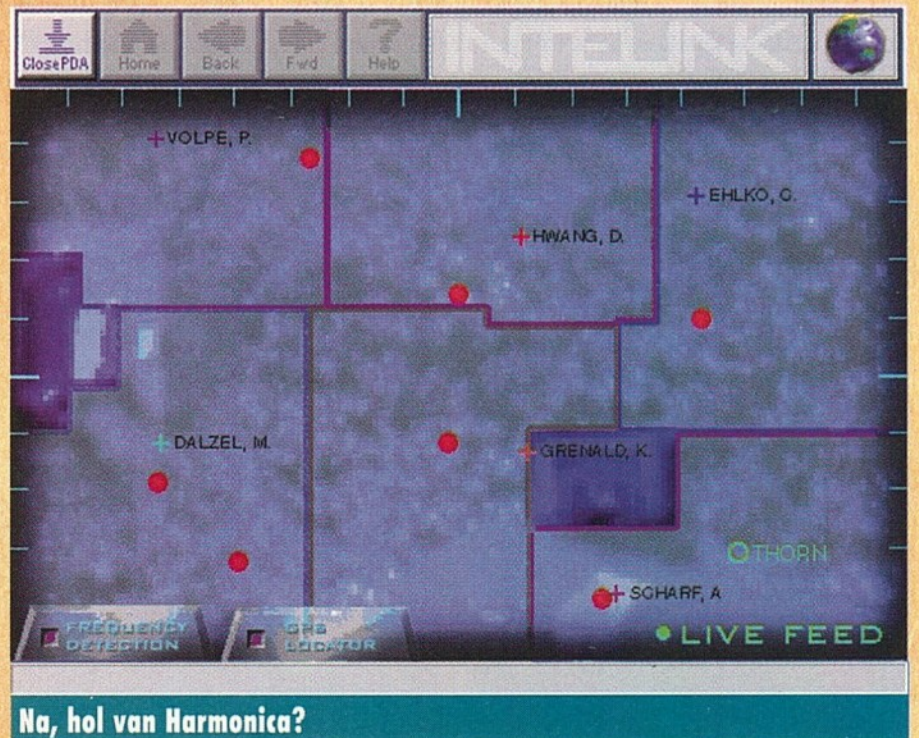 ClosePDA
Home
Back
Fwd
Help
INTELINK
VOLPE, P.
EHLKO, G.
HWANG, D.
DALZEL, M.
GRENALD, K.
THORN
SCHARF, A
FREQUENCY
DETECTION
GPS
LOCATOR
LIVE FEED
Na, hol van Harmonica?